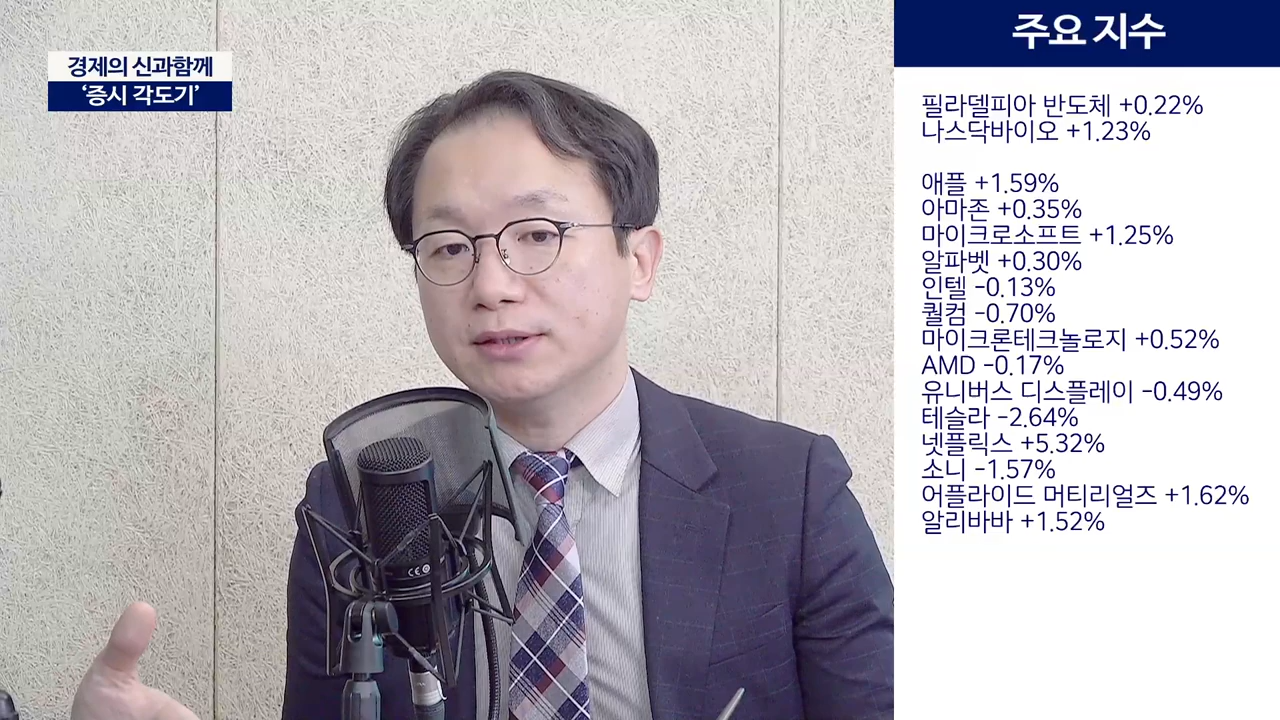 경제의 신과함께
‘증시 각도기’
주요 지수
필라델피아 반도체 +0.22%
나스닥바이오 +1.23%
애플 +1.59%
아마존 +0.35%
마이크로소프트 +1.25%
알파벳 +0.30%
인텔 -0.13%
퀄컴 -0.70%
마이크론테크놀로지 +0.52%
AMD -0.17%
유니버스 디스플레이 -0.49%
테슬라 -2.64%
넷플릭스 +5.32%
소니 -1.57%
어플라이드 머티리얼즈 +1.62%
알리바바 +1.52%
CE